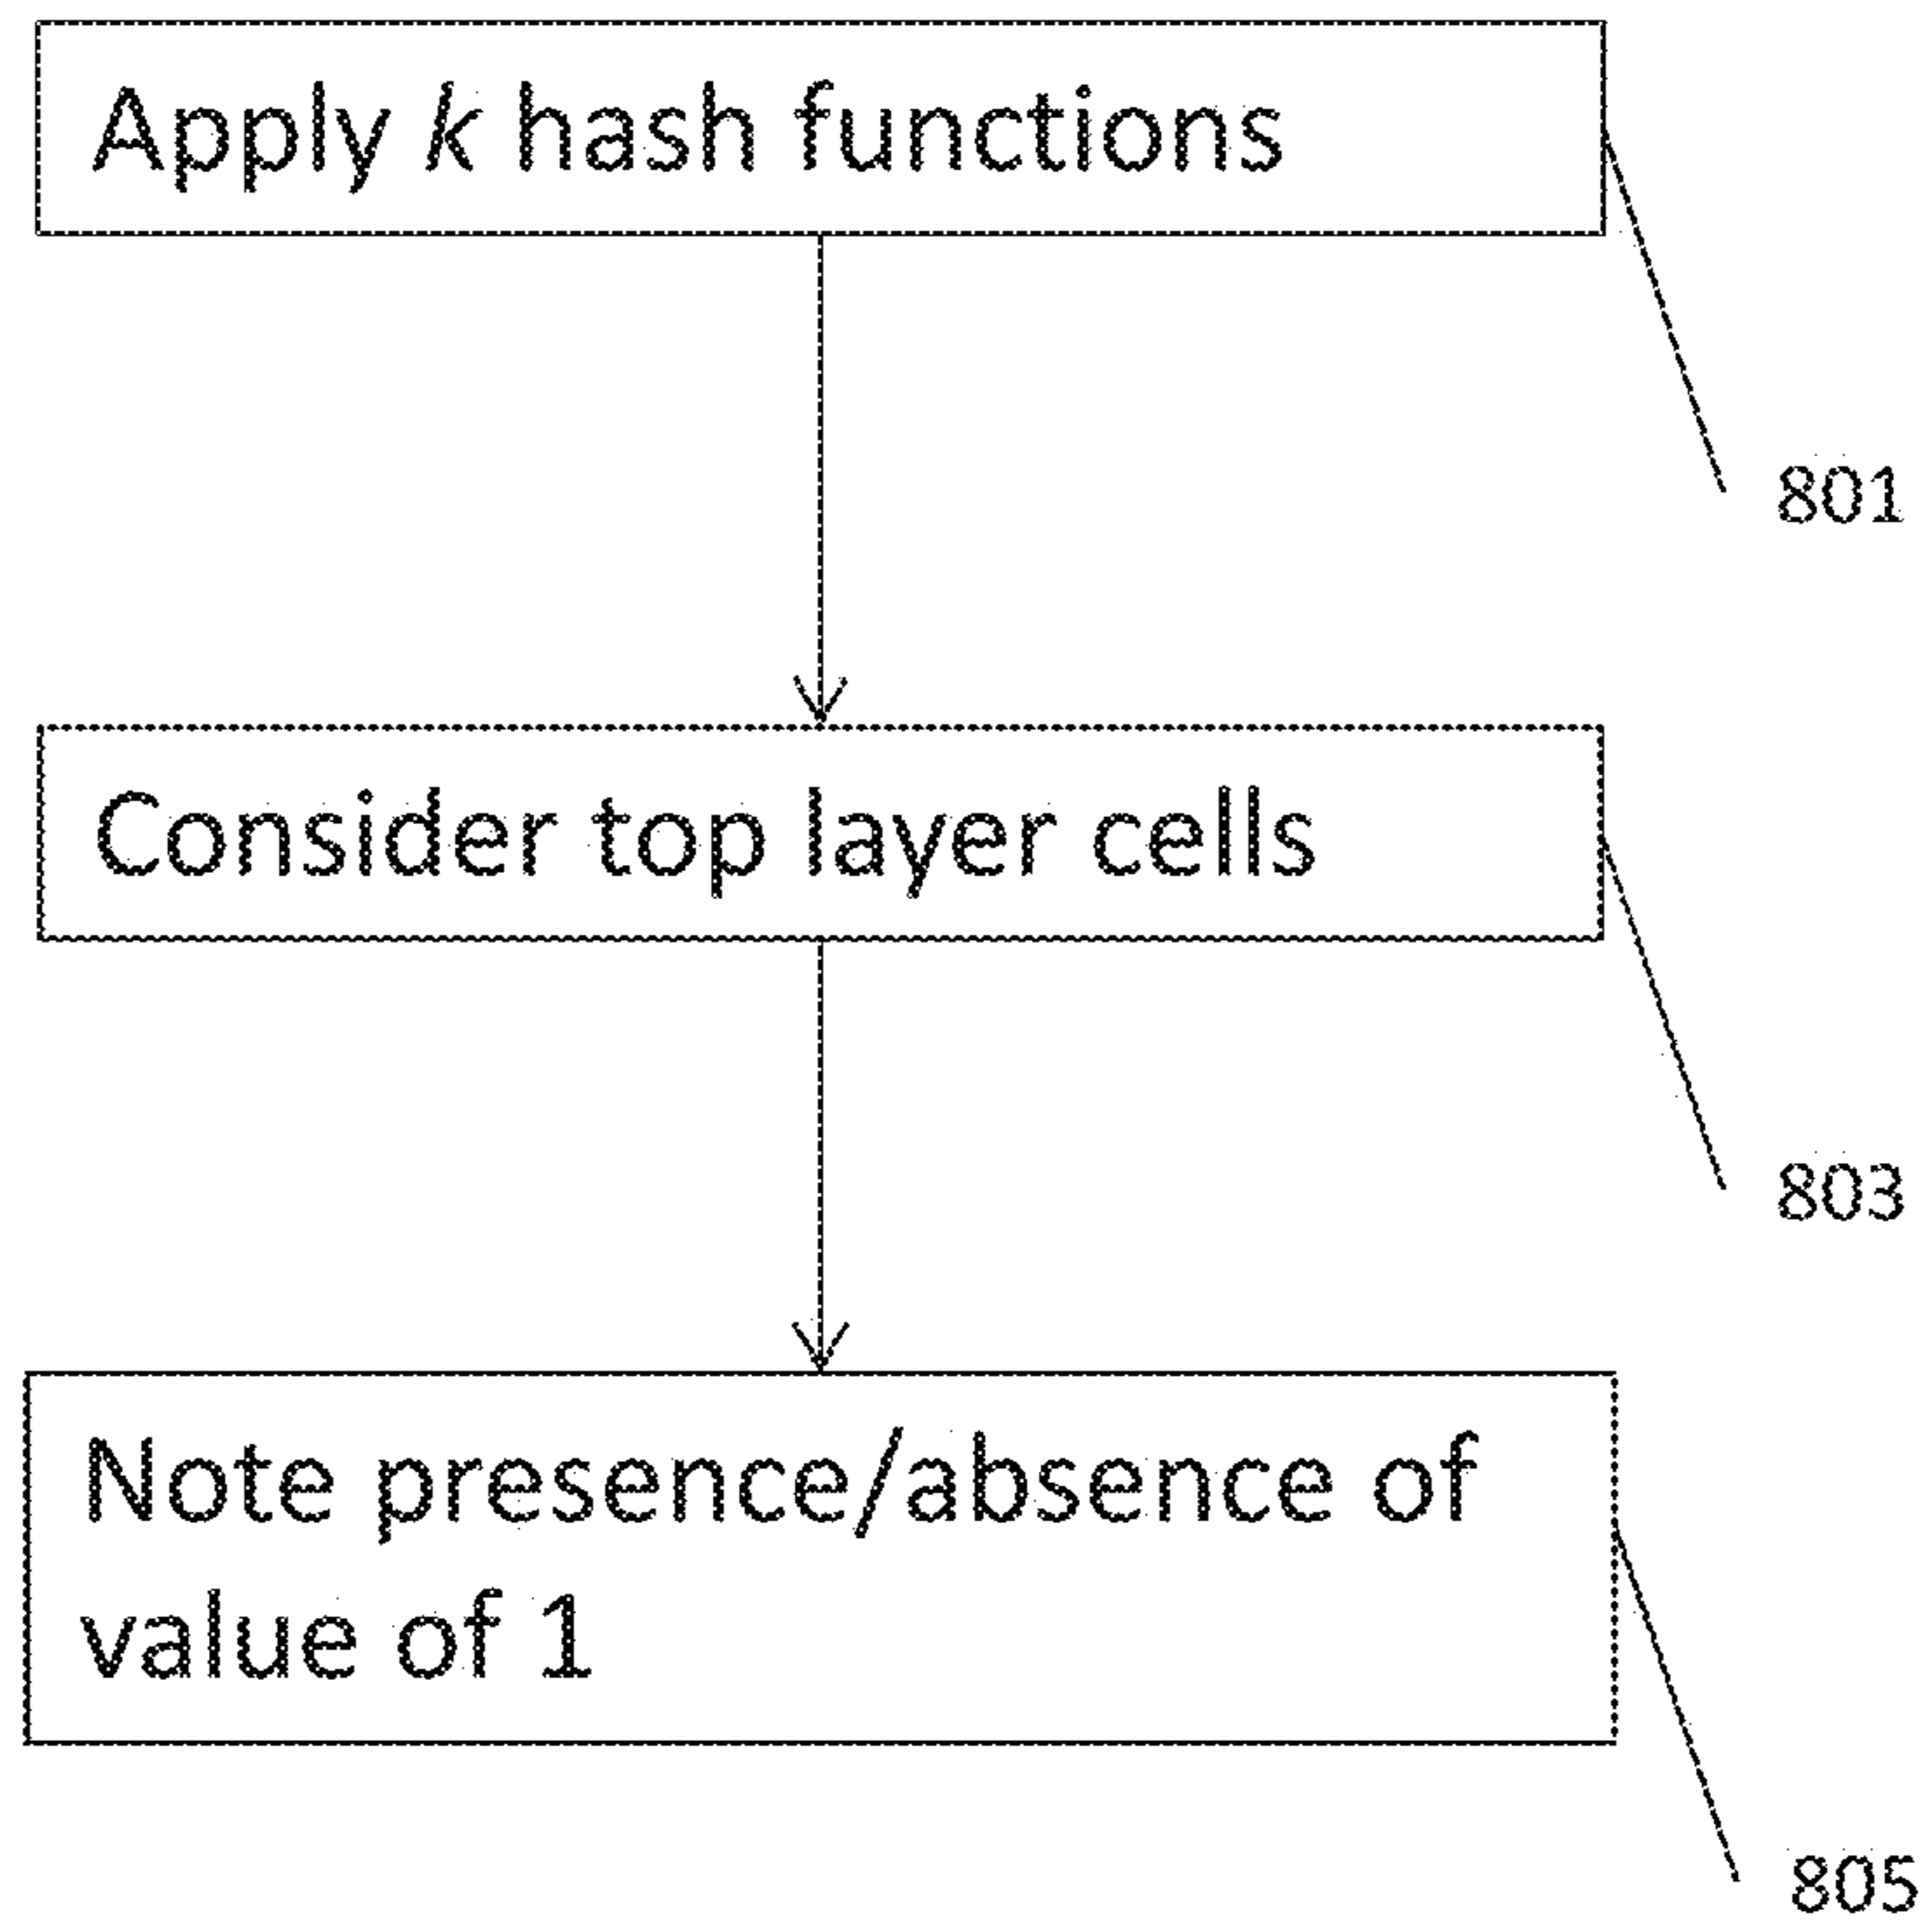 Apply k hash functions
801
Consider top layer cells
803
Note presence/absence of
value of 1
805